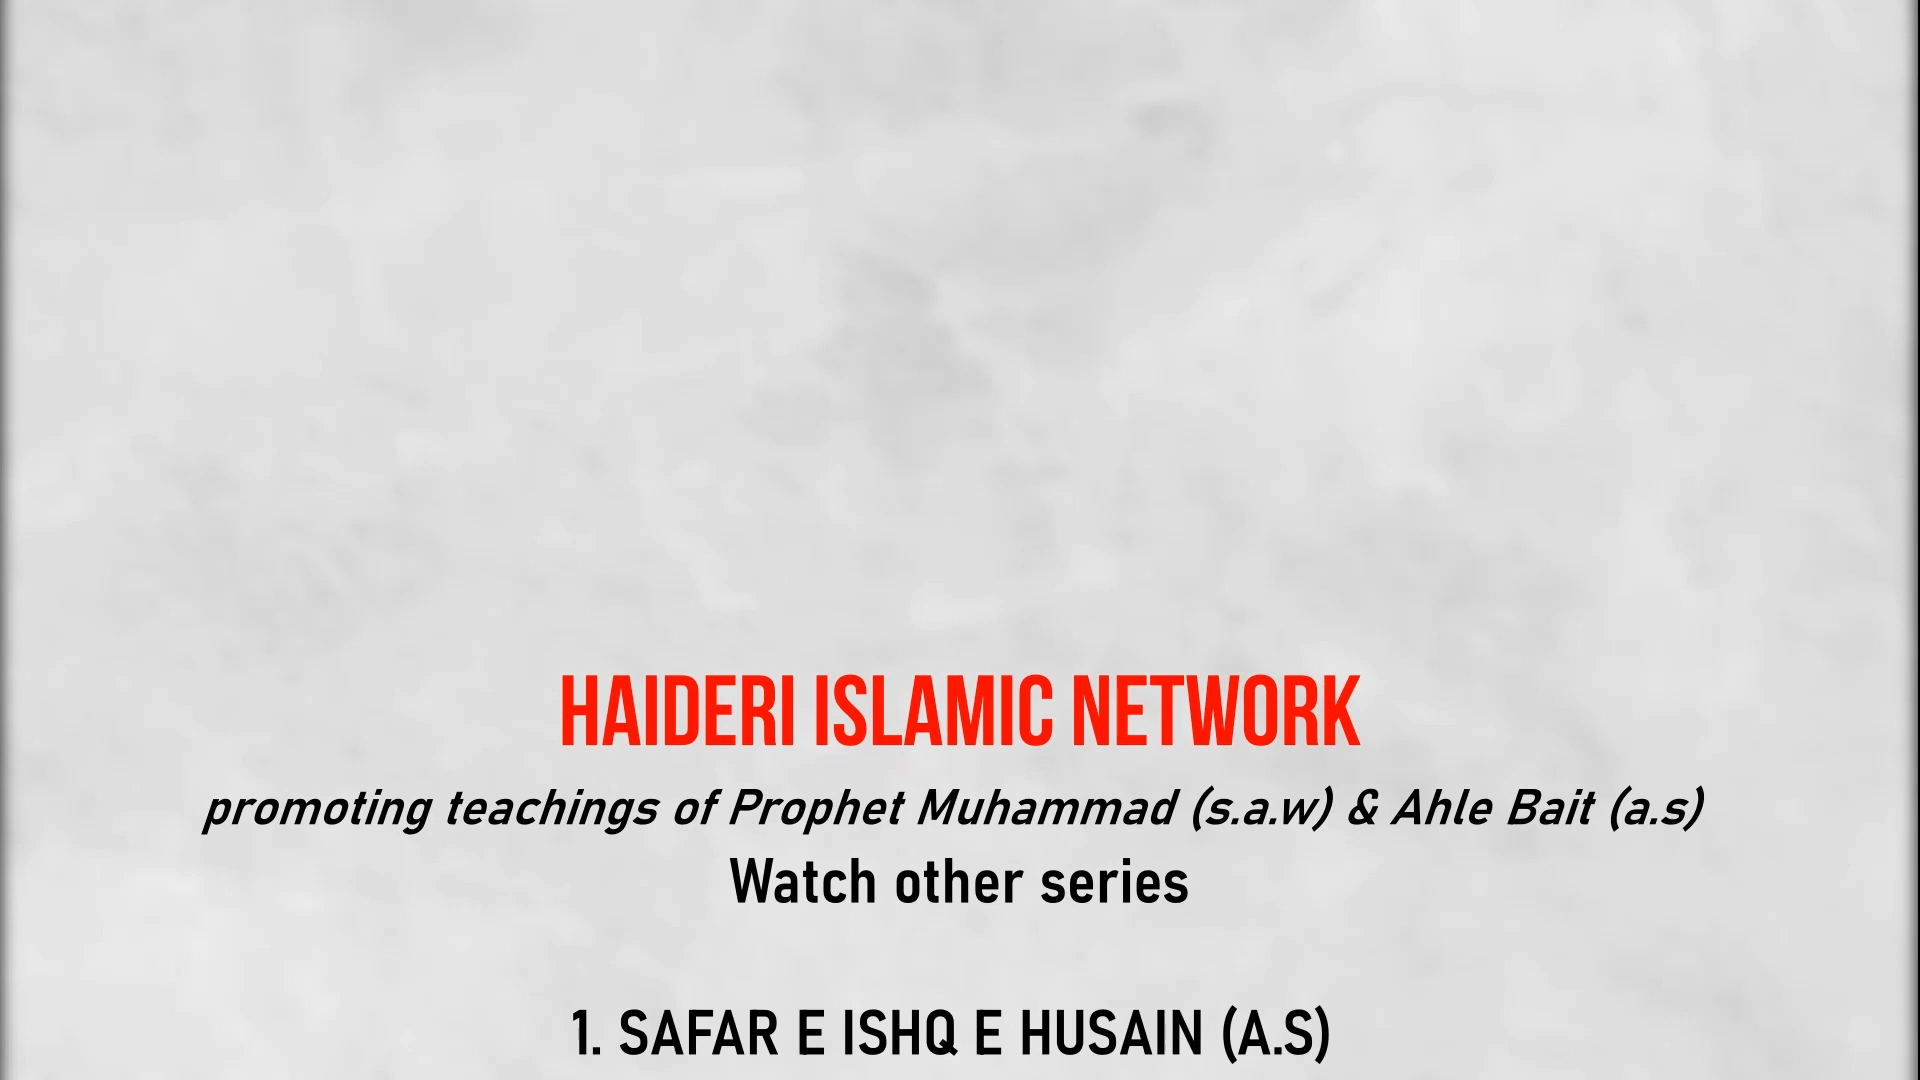 HAIDERI ISLAMIC NETWORK
promoting teachings of Prophet Muhammad (s.a.w) & Ahle Bait (a.s)
Watch other series
1. SAFAR E ISHQ E HUSAIN (A.S)